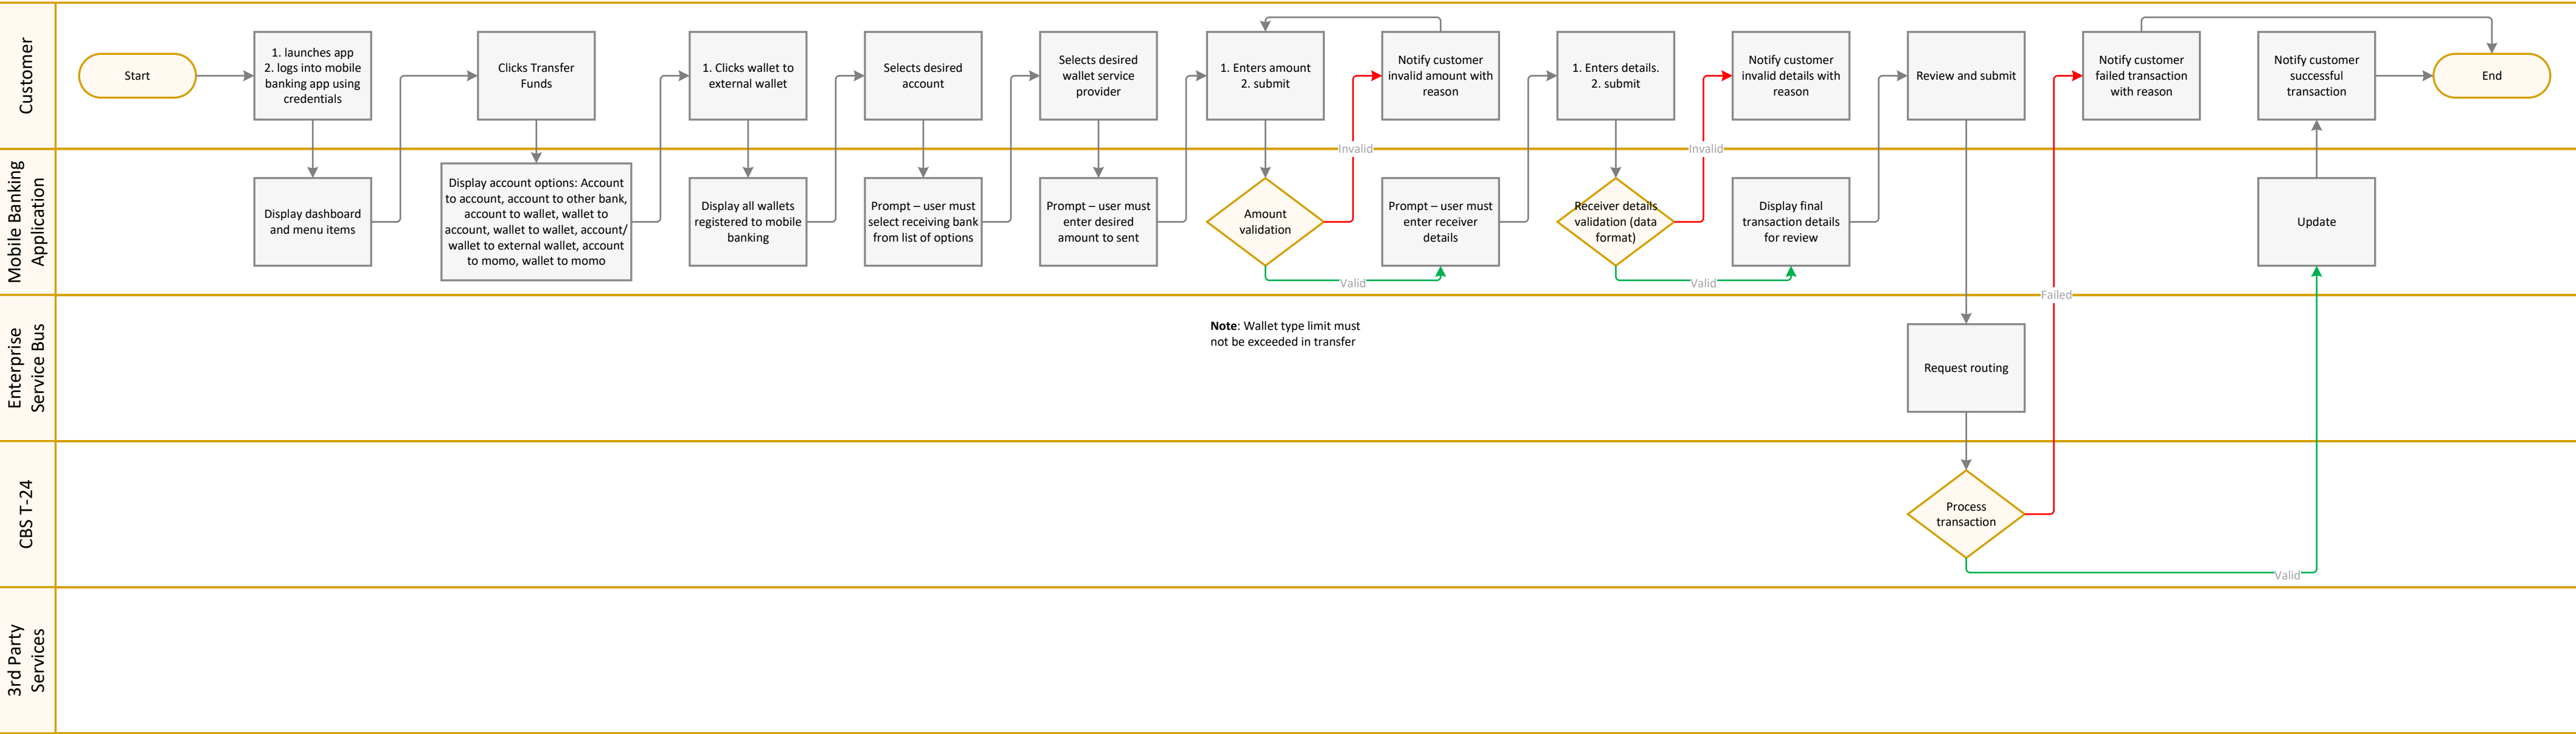 Customer
Start
1. launches app
2. logs into mobile
banking app using
credentials
Clicks Transfer
Funds
1. Clicks wallet to
external wallet
Selects desired
account
Selects desired
wallet service
provider
1. Enters amount
2. submit
Notify customer
invalid amount with
reason
1. Enters details.
2. submit
Notify customer
invalid details with
reason
Review and submit
Notify customer
failed transaction
with reason
Notify customer
successful
transaction
End
Invalid
Invalid
Mobile Banking
Application
Display dashboard
and menu items
Display account options: Account
to account, account to other bank,
account to wallet, wallet to
account, wallet to wallet, account/
wallet to external wallet, account
to momo, wallet to momo
Display all wallets
registered to mobile
banking
Prompt – user must
select receiving bank
from list of options
Prompt – user must
enter desired
amount to sent
Amount
validation
Prompt – user must
enter receiver
details
Receiver details
validation (data
format)
Display final
transaction details
for review
Update
Valid
Valid
Failed
Enterprise
Service Bus
Note: Wallet type limit must
not be exceeded in transfer
Request routing
CBS T-24
Process
transaction
Valid
3rd Party
Services